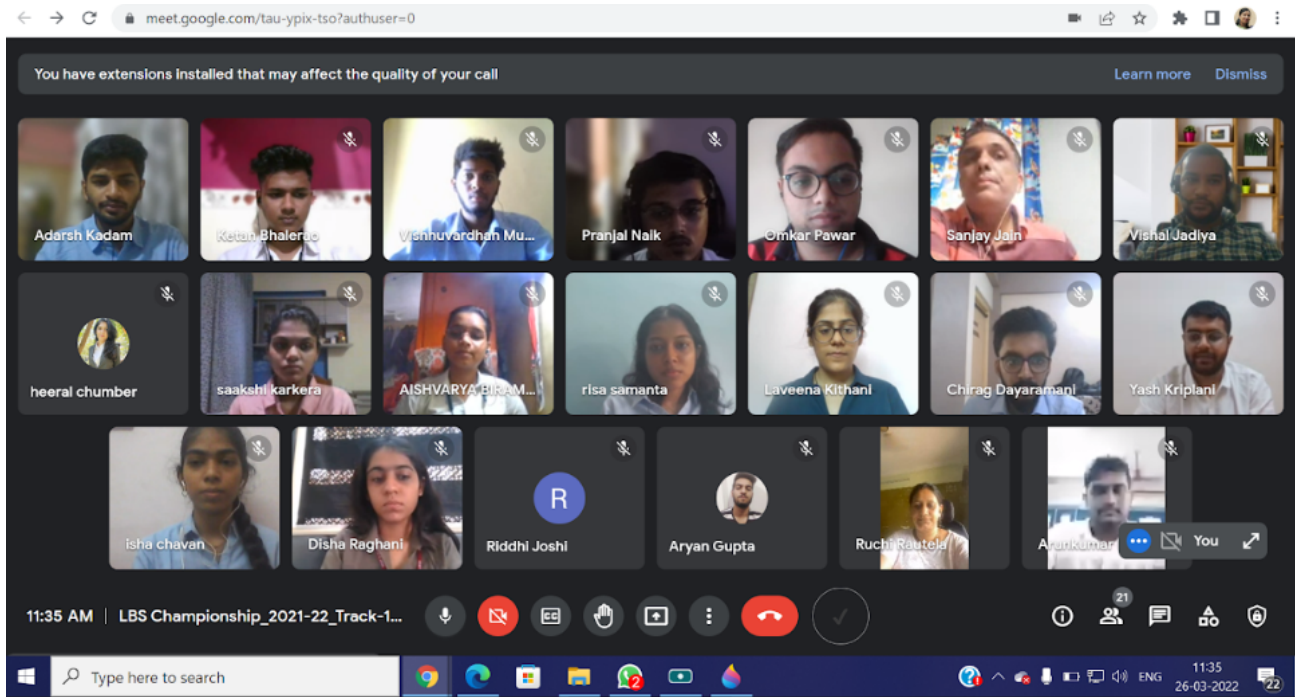 meet.google.com/tau-ypix-tso?authuser=0
You have extensions installed that may affect the quality of your call
Learn more
Dismiss
Adarsh Kadam
Ketan Bhalerao
Vishnuvardhan Mu...
Pranjal Naik
Omkar Pawar
Sanjay Jain
Vishal Jadiya
heeral chumber
saakshi karkera
AISHVARYA BIRAM...
risa samanta
Laveena Kithani
Chirag Dayaramani
Yash Kriplani
isha chavan
Disha Raghani
R
Riddhi Joshi
Aryan Gupta
Ruchi Rautela
Arunkumar
You
11:35 AM | LBS Championship_2021-22_Track-1...
CC
21
Type here to search
2
ENG
11:35
26-03-2022
22